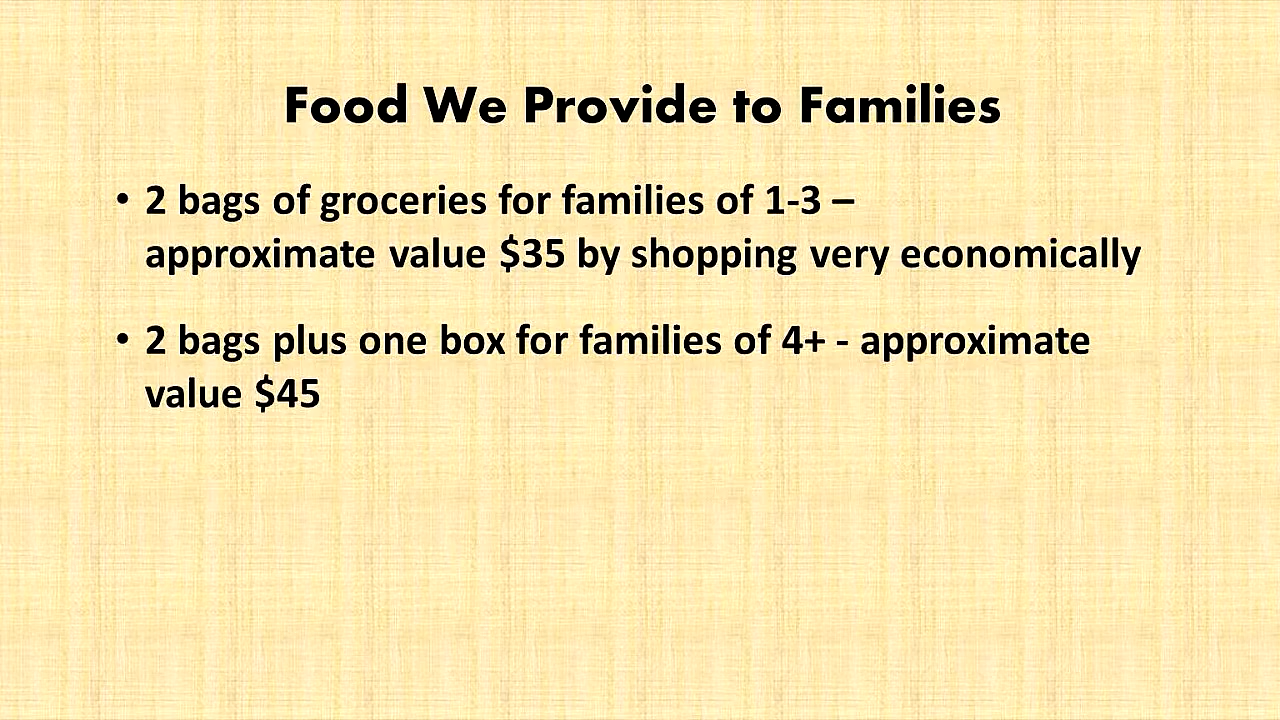 Food We Provide to Families
• 2 bags of groceries for families of 1-3 –
approximate value $35 by shopping very economically
• 2 bags plus one box for families of 4+ - approximate
value $45